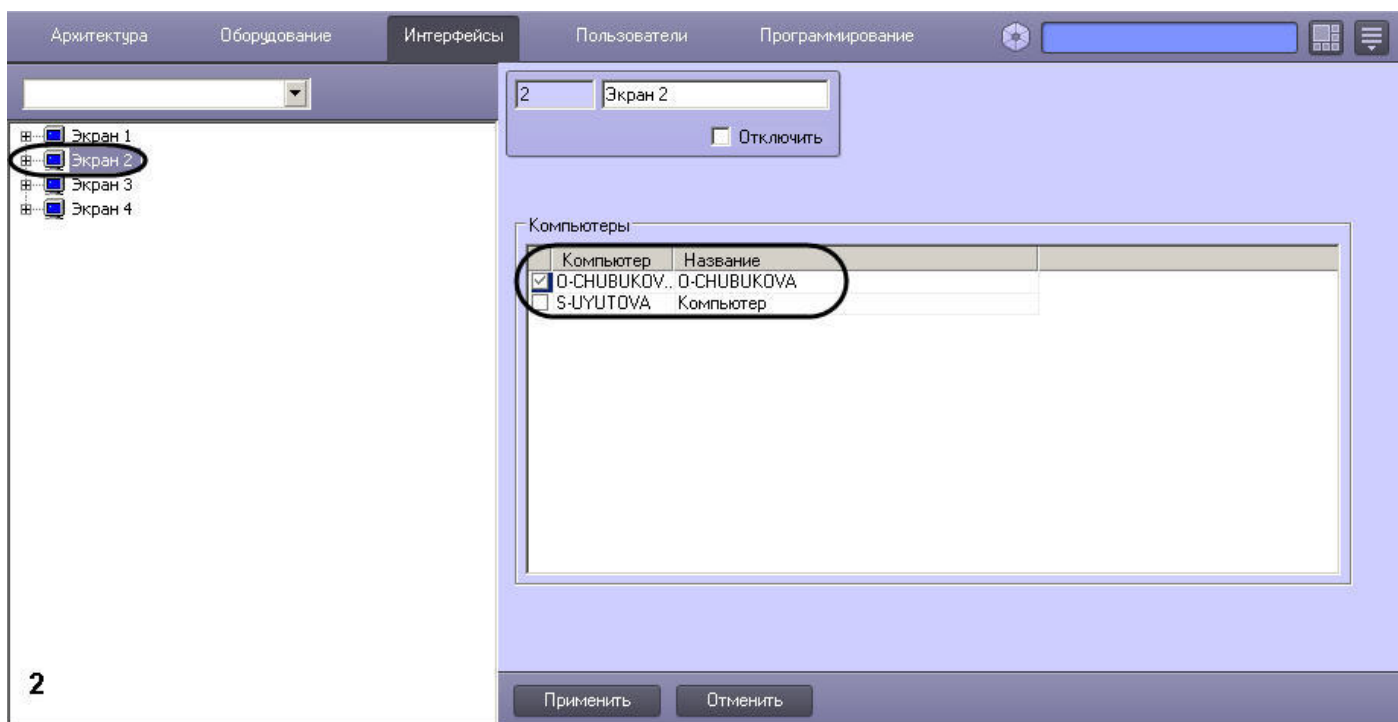 Архитектура Оборудование Интерфейсы Пользователи Программирование
Экран 1
Экран 2
Экран 3
Экран 4
2 Экран 2
Отключить
Компьютеры
Компьютер Название
O-CHUBUKOV.. O-CHUBUKOVA
S-UYUTOVA Компьютер
2
Применить Отменить